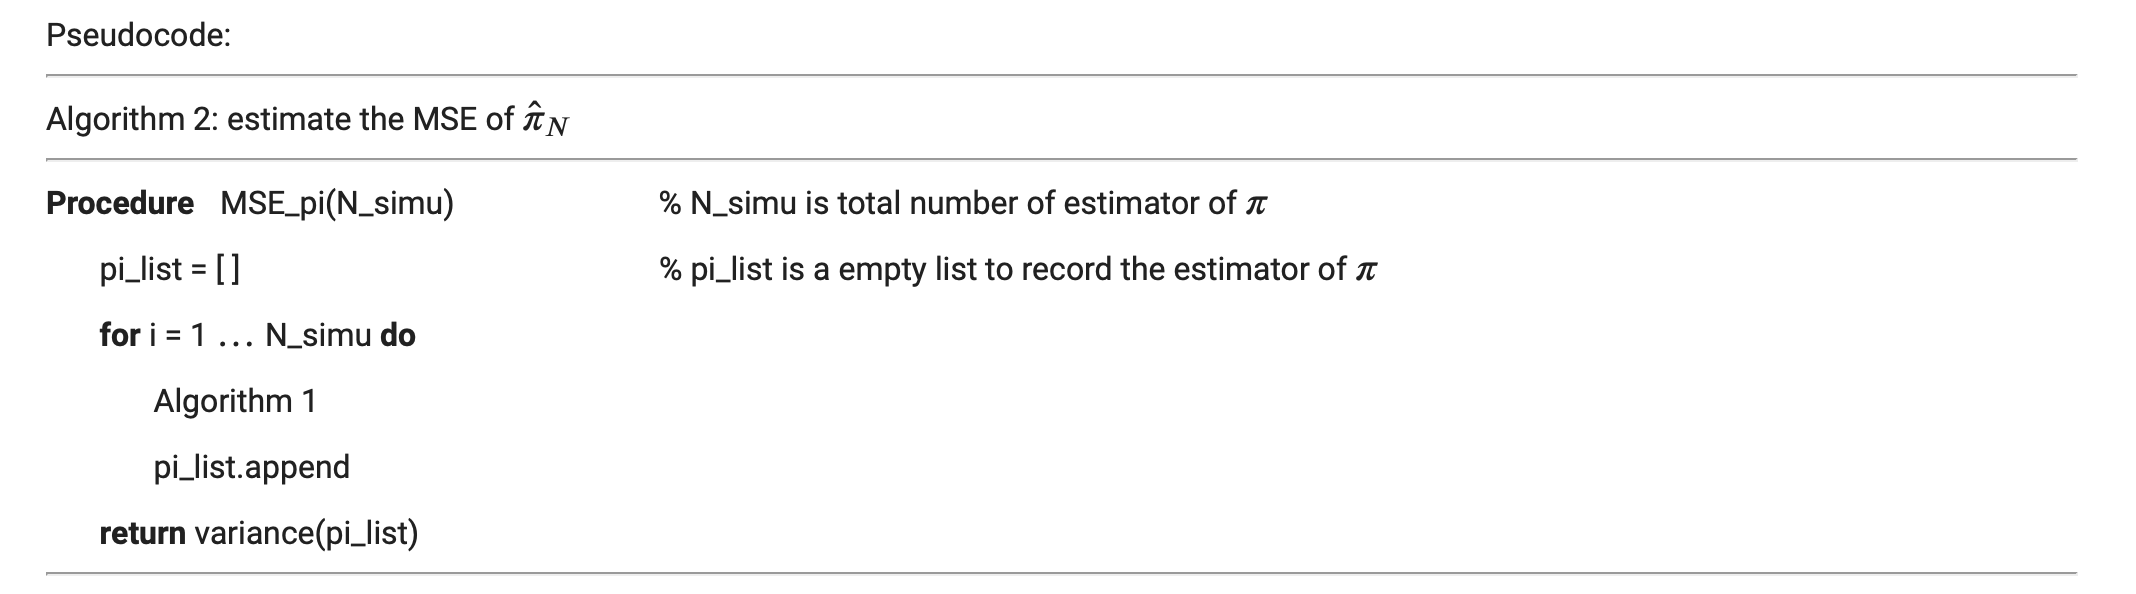 Pseudocode:
Algorithm 2: estimate the MSE of $\hat{\pi}_N$
Procedure MSE_pi(N_simu) % N_simu is total number of estimator of π
pi_list = [ ] % pi_list is a empty list to record the estimator of π
for i = 1 … N_simu do
Algorithm 1
pi_list.append
return variance(pi_list)